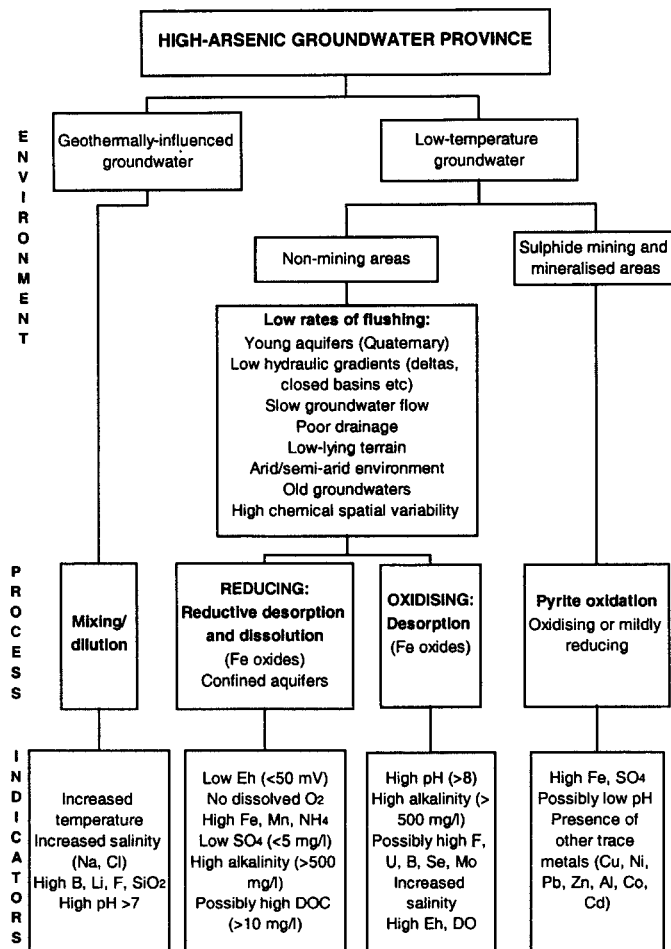 HIGH-ARSENIC GROUNDWATER PROVINCE
ENVIRONMENT
Geothermally-influenced
groundwater
Low-temperature
groundwater
Non-mining areas
Sulphide mining and
mineralised areas
Low rates of flushing:
Young aquifers (Quaternary)
Low hydraulic gradients (deltas,
closed basins etc)
Slow groundwater flow
Poor drainage
Low-lying terrain
Arid/semi-arid environment
Old groundwaters
High chemical spatial variability
PROCESS
Mixing/
dilution
REDUCING:
Reductive desorption
and dissolution
(Fe oxides)
Confined aquifers
OXIDISING:
Desorption
(Fe oxides)
Pyrite oxidation
Oxidising or mildly
reducing
INDICATORS
Increased
temperature
Increased salinity
(Na, Cl)
High B, Li, F, SiO2
High pH >7
Low Eh (<50 mV)
No dissolved O2
High Fe, Mn, NH4
Low SO4 (<5 mg/l)
High alkalinity (>500
mg/l)
Possibly high DOC
(>10 mg/l)
High pH (>8)
High alkalinity (>
500 mg/l)
Possibly high F,
U, B, Se, Mo
Increased
salinity
High Eh, DO
High Fe, SO4
Possibly low pH
Presence of
other trace
metals (Cu, Ni,
Pb, Zn, Al, Co,
Cd)